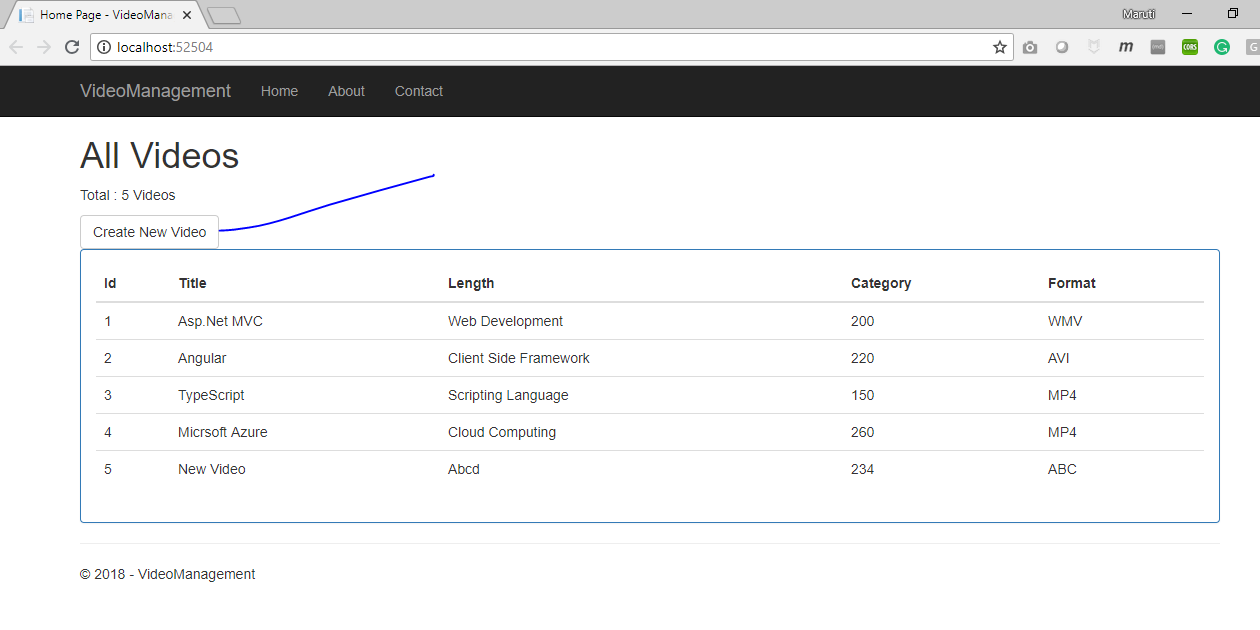 Home Page - VideoMana
Maruti
localhost:52504
m
CORS
G
G
VideoManagement Home About Contact
All Videos
Total : 5 Videos
Create New Video
Id Title Length Category Format
1 Asp.Net MVC Web Development 200 WMV
2 Angular Client Side Framework 220 AVI
3 TypeScript Scripting Language 150 MP4
4 Micrsoft Azure Cloud Computing 260 MP4
5 New Video Abcd 234 ABC
© 2018 - VideoManagement